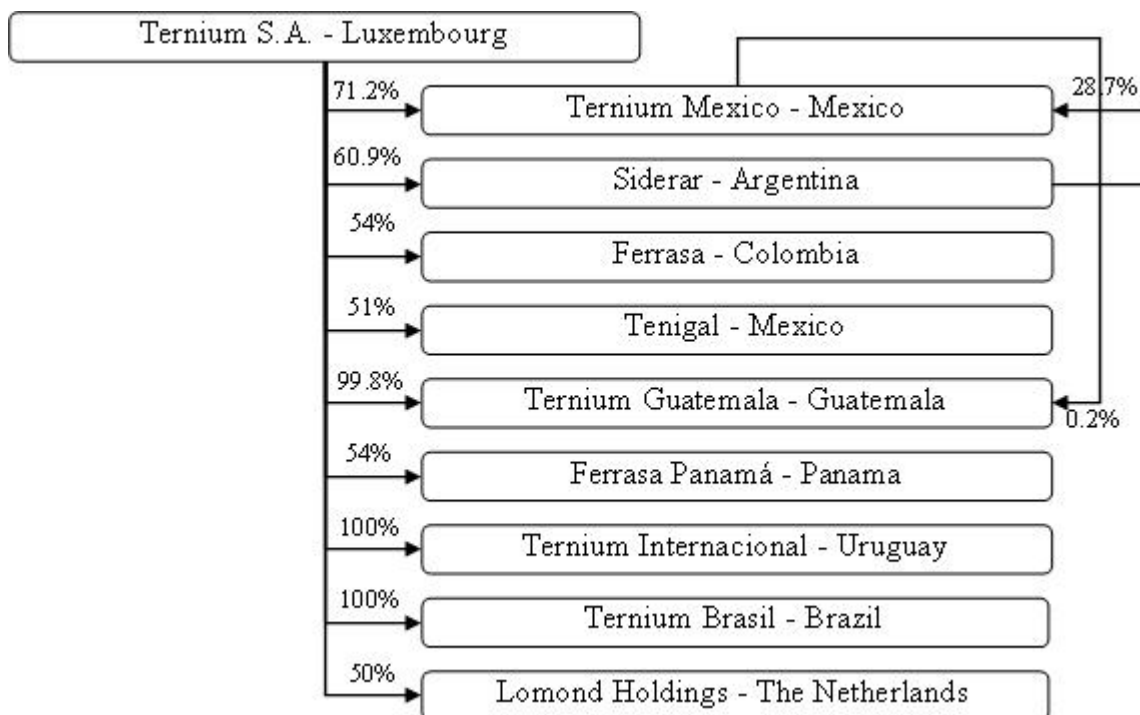 Ternium S.A. - Luxembourg
71.2%
Ternium Mexico - Mexico
28.7%
60.9%
Siderar - Argentina
54%
Ferrasa - Colombia
51%
Tenigal - Mexico
99.8%
Ternium Guatemala - Guatemala
0.2%
54%
Ferrasa Panamá - Panama
100%
Ternium Internacional - Uruguay
100%
Ternium Brasil - Brazil
50%
Lomond Holdings - The Netherlands